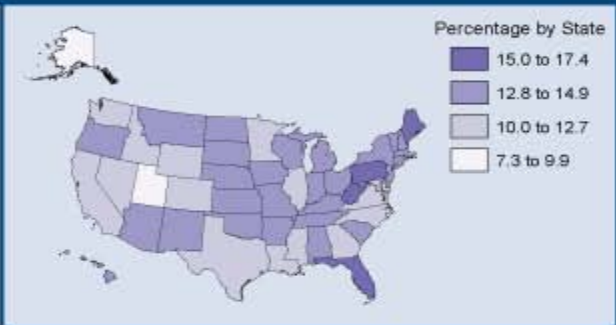 Percentage by State
15.0 to 17.4
12.8 to 14.9
10.0 to 12.7
7.3 to 9.9